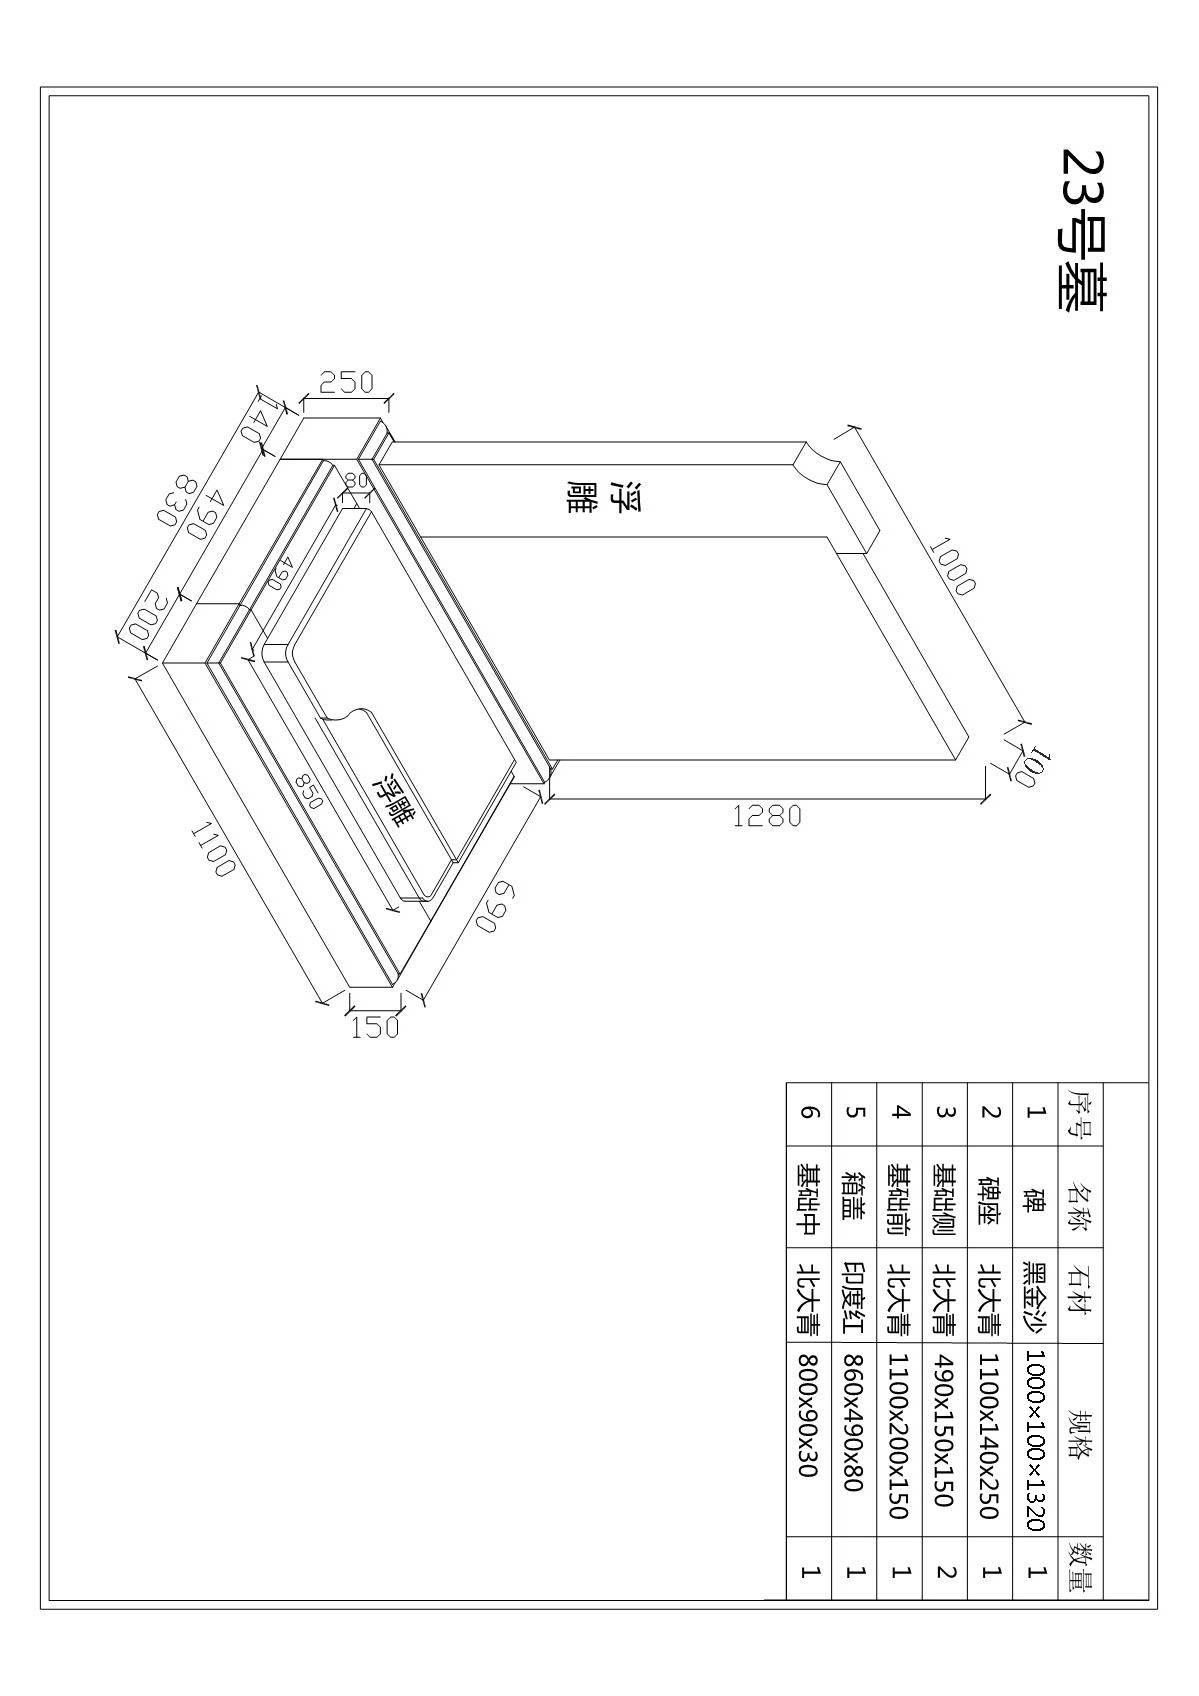 23号墓
1000
100
1280
浮
雕
250
140
490
200
830
80
490
850
浮雕
1100
690
150
序号 名称 石材 规格 数量
1 碑 黑金沙 1000×100×1320 1
2 碑座 北大青 1100x140x250 1
3 基础侧 北大青 490x150x150 2
4 基础前 北大青 1100x200x150 1
5 箱盖 印度红 860x490x80 1
6 基础中 北大青 800x90x30 1